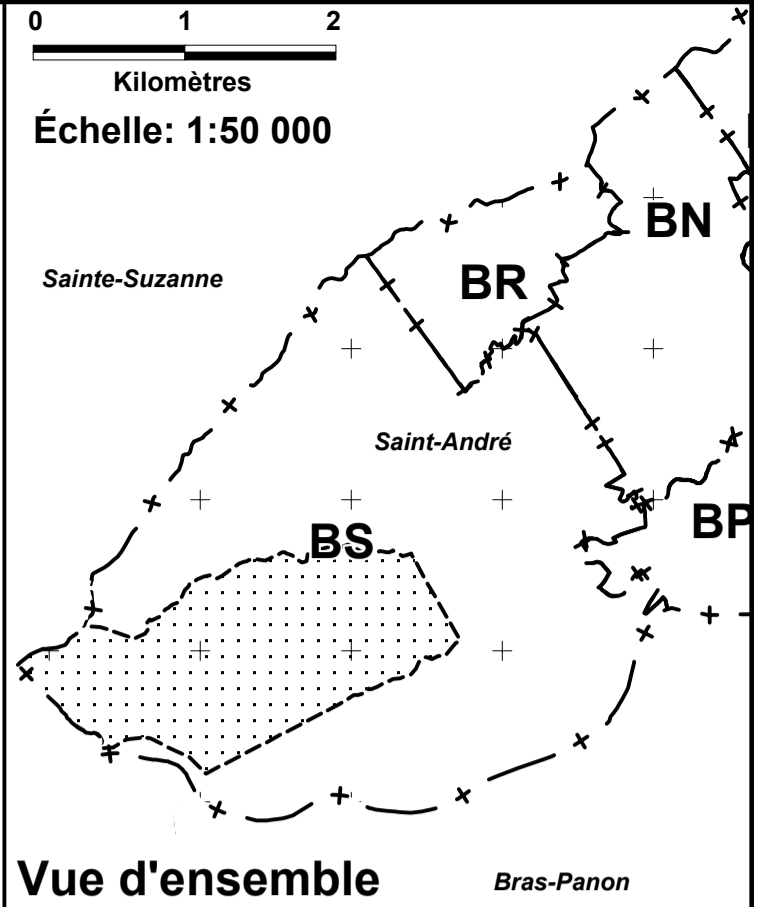 0 1 2
Kilomètres
Échelle: 1:50 000
BN
Sainte-Suzanne
BR
Saint-André
BP
BS
Vue d'ensemble
Bras-Panon